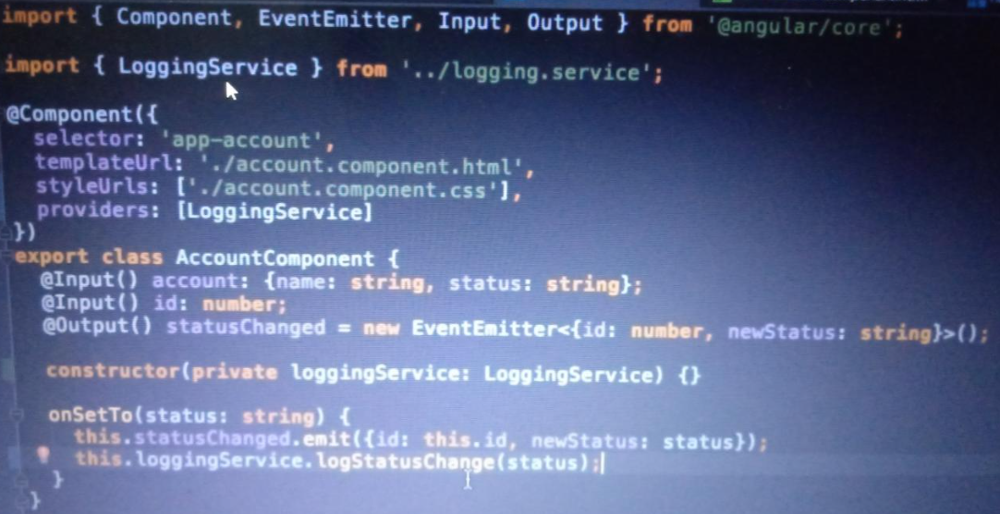 import { Component, EventEmitter, Input, Output } from '@angular/core';
import { LoggingService } from '../logging.service';
@Component({
selector: 'app-account',
templateUrl: './account.component.html',
styleUrls: ['./account.component.css'],
providers: [LoggingService]
})
export class AccountComponent {
@Input() account: {name: string, status: string};
@Input() id: number;
@Output() statusChanged = new EventEmitter<{id: number, newStatus: string}>();
constructor(private loggingService: LoggingService) {}
onSetTo(status: string) {
this.statusChanged.emit({id: this.id, newStatus: status});
this.loggingService.logStatusChange(status);
}
}